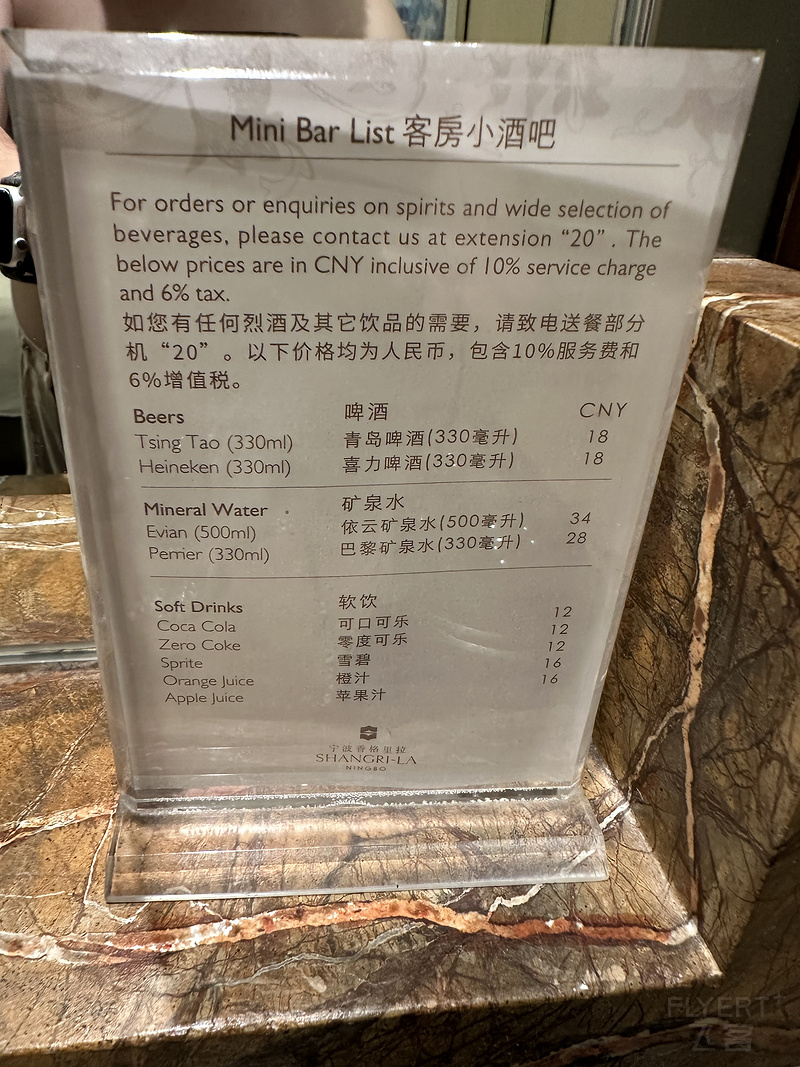 Mini Bar List 客房小酒吧
For orders or enquiries on spirits and wide selection of
beverages, please contact us at extension “20” . The
below prices are in CNY inclusive of 10% service charge
and 6% tax.
如您有任何烈酒及其它饮品的需要，请致电送餐部分
机“20”。以下价格均为人民币，包含10%服务费和
6%增值税。
Beers 啤酒 CNY
Tsing Tao (330ml) 青岛啤酒(330毫升) 18
Heineken (330ml) 喜力啤酒(330毫升) 18
Mineral Water 矿泉水
Evian (500ml) 依云矿泉水(500毫升) 34
Perrier (330ml) 巴黎矿泉水(330毫升) 28
Soft Drinks 软饮
Coca Cola 可口可乐 12
Zero Coke 零度可乐 12
Sprite 雪碧 12
Orange Juice 橙汁 16
Apple Juice 苹果汁 16
宁波香格里拉
SHANGRI-LA
NINGBO
FLYERT
飞客